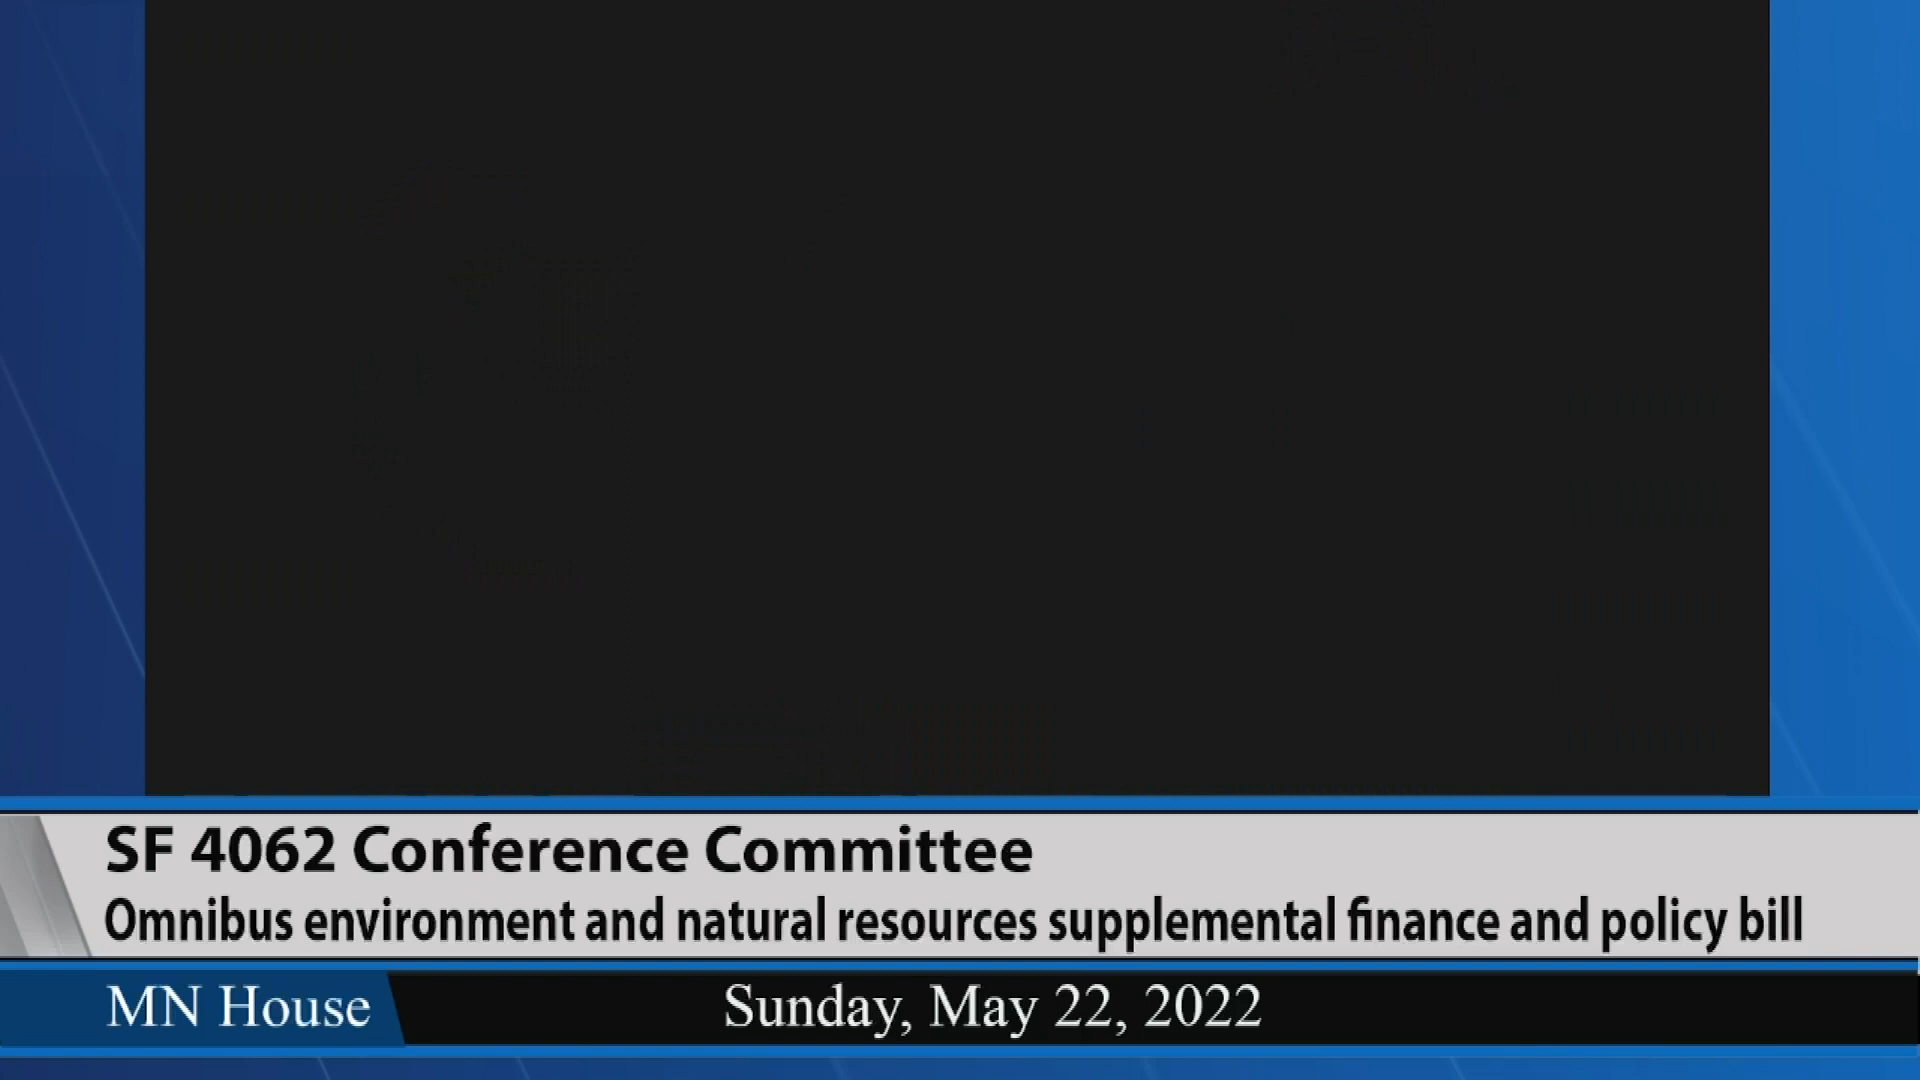 SF 4062 Conference Committee
Omnibus environment and natural resources supplemental finance and policy bill
MN House
Sunday, May 22, 2022